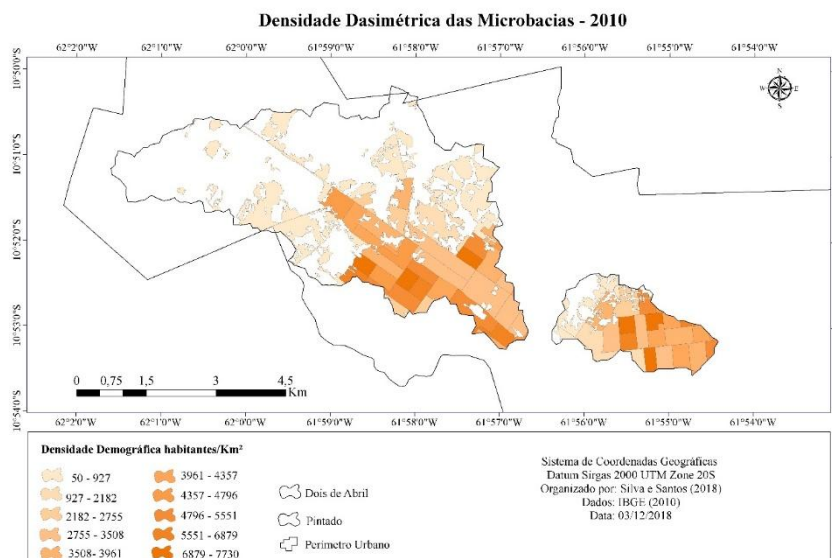 Densidade Dasimétrica das Microbacias - 2010
62°2'0"W 62°1'0"W 62°0'0"W 61°59'0"W 61°58'0"W 61°57'0"W 61°56'0"W 61°55'0"W 61°54'0"W
10°50'0"S
N
W E
S
10°51'0"S
10°52'0"S
10°53'0"S
0 0,75 1,5 3 4,5
Km
10°54'0"S
62°2'0"W 62°1'0"W 62°0'0"W 61°59'0"W 61°58'0"W 61°57'0"W 61°56'0"W 61°55'0"W 61°54'0"W
Densidade Demográfica habitantes/Km²
50 - 927
927 - 2182
2182 - 2755
2755 - 3508
3508- 3961
3961 - 4357
4357 - 4796
4796 - 5551
5551 - 6879
6879 - 7730
Dois de Abril
Pintado
Perímetro Urbano
Sistema de Coordenadas Geográficas
Datum Sirgas 2000 UTM Zone 20S
Organizado por: Silva e Santos (2018)
Dados: IBGE (2010)
Data: 03/12/2018